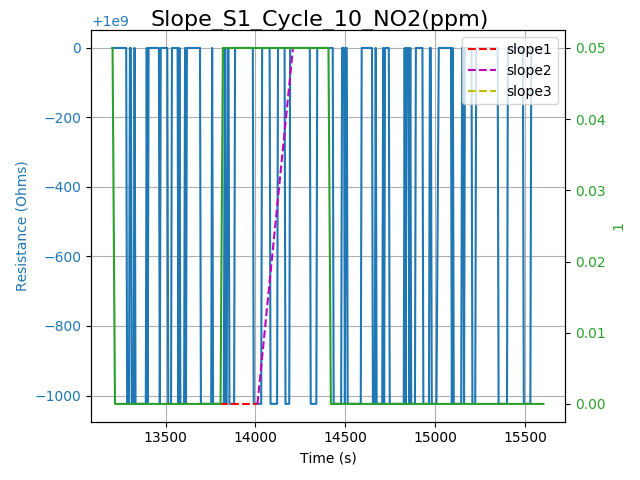 Slope_S1_Cycle_10_NO2(ppm)
+1e9
slope1
slope2
slope3
0
−200
−400
−600
−800
−1000
Resistance (Ohms)
0.05
0.04
0.03
0.02
0.01
0.00
1
13500
14000
14500
15000
15500
Time (s)